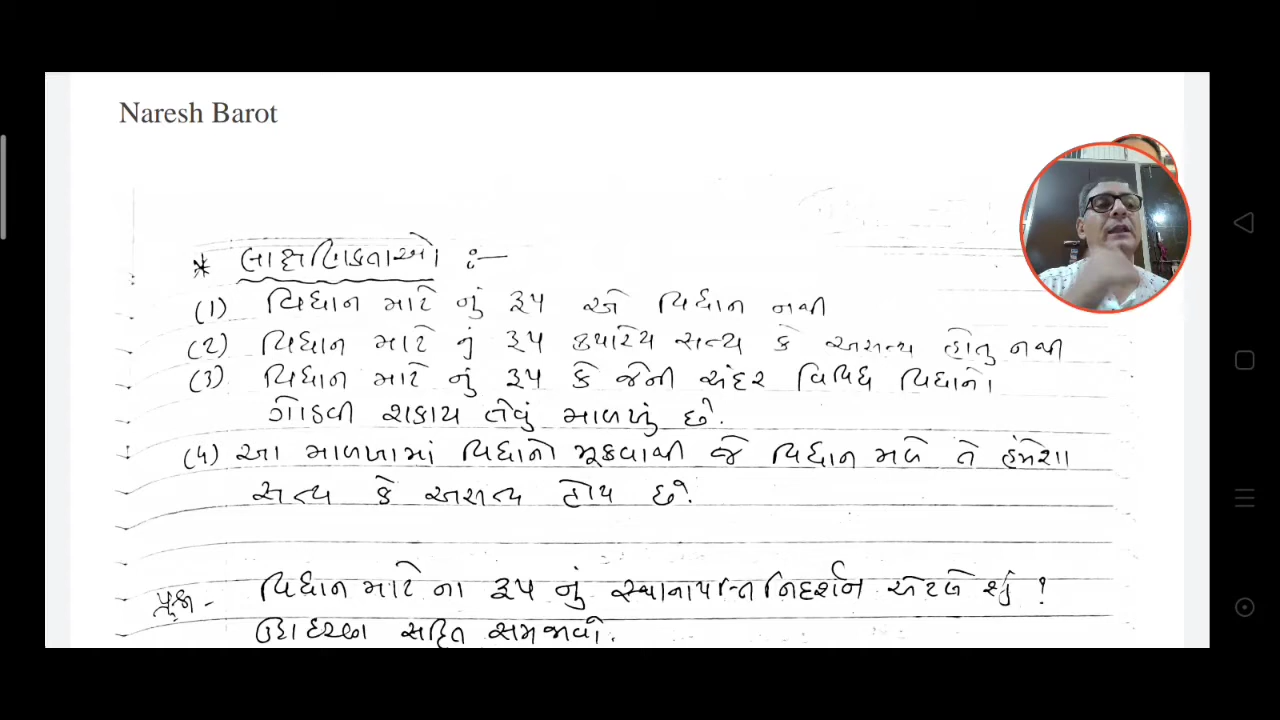 Naresh Barot
* લાક્ષણિકતાઓ :-
(1) વિધાન માટે નું રૂપ એ વિધાન નથી
(2) વિધાન માટે નું રૂપ ક્યારેય સત્ય કે અસત્ય હોતુ નથી
(3) વિધાન માટે નું રૂપ કે જેની અંદર વિવિધ વિધાનો
ગોઠવી શકાય તેવું માળખું છે.
(4) આ માળખામાં વિધાનો મૂકવાથી જે વિધાન મળે તે હંમેશા
સત્ય કે અસત્ય હોય છે.
પ્રશ્ન - વિધાન માટે ના રૂપ નું સ્થાનાપત્તિ નિદર્શન એટલે શું ?
ઉદાહરણ સહિત સમજાવો.